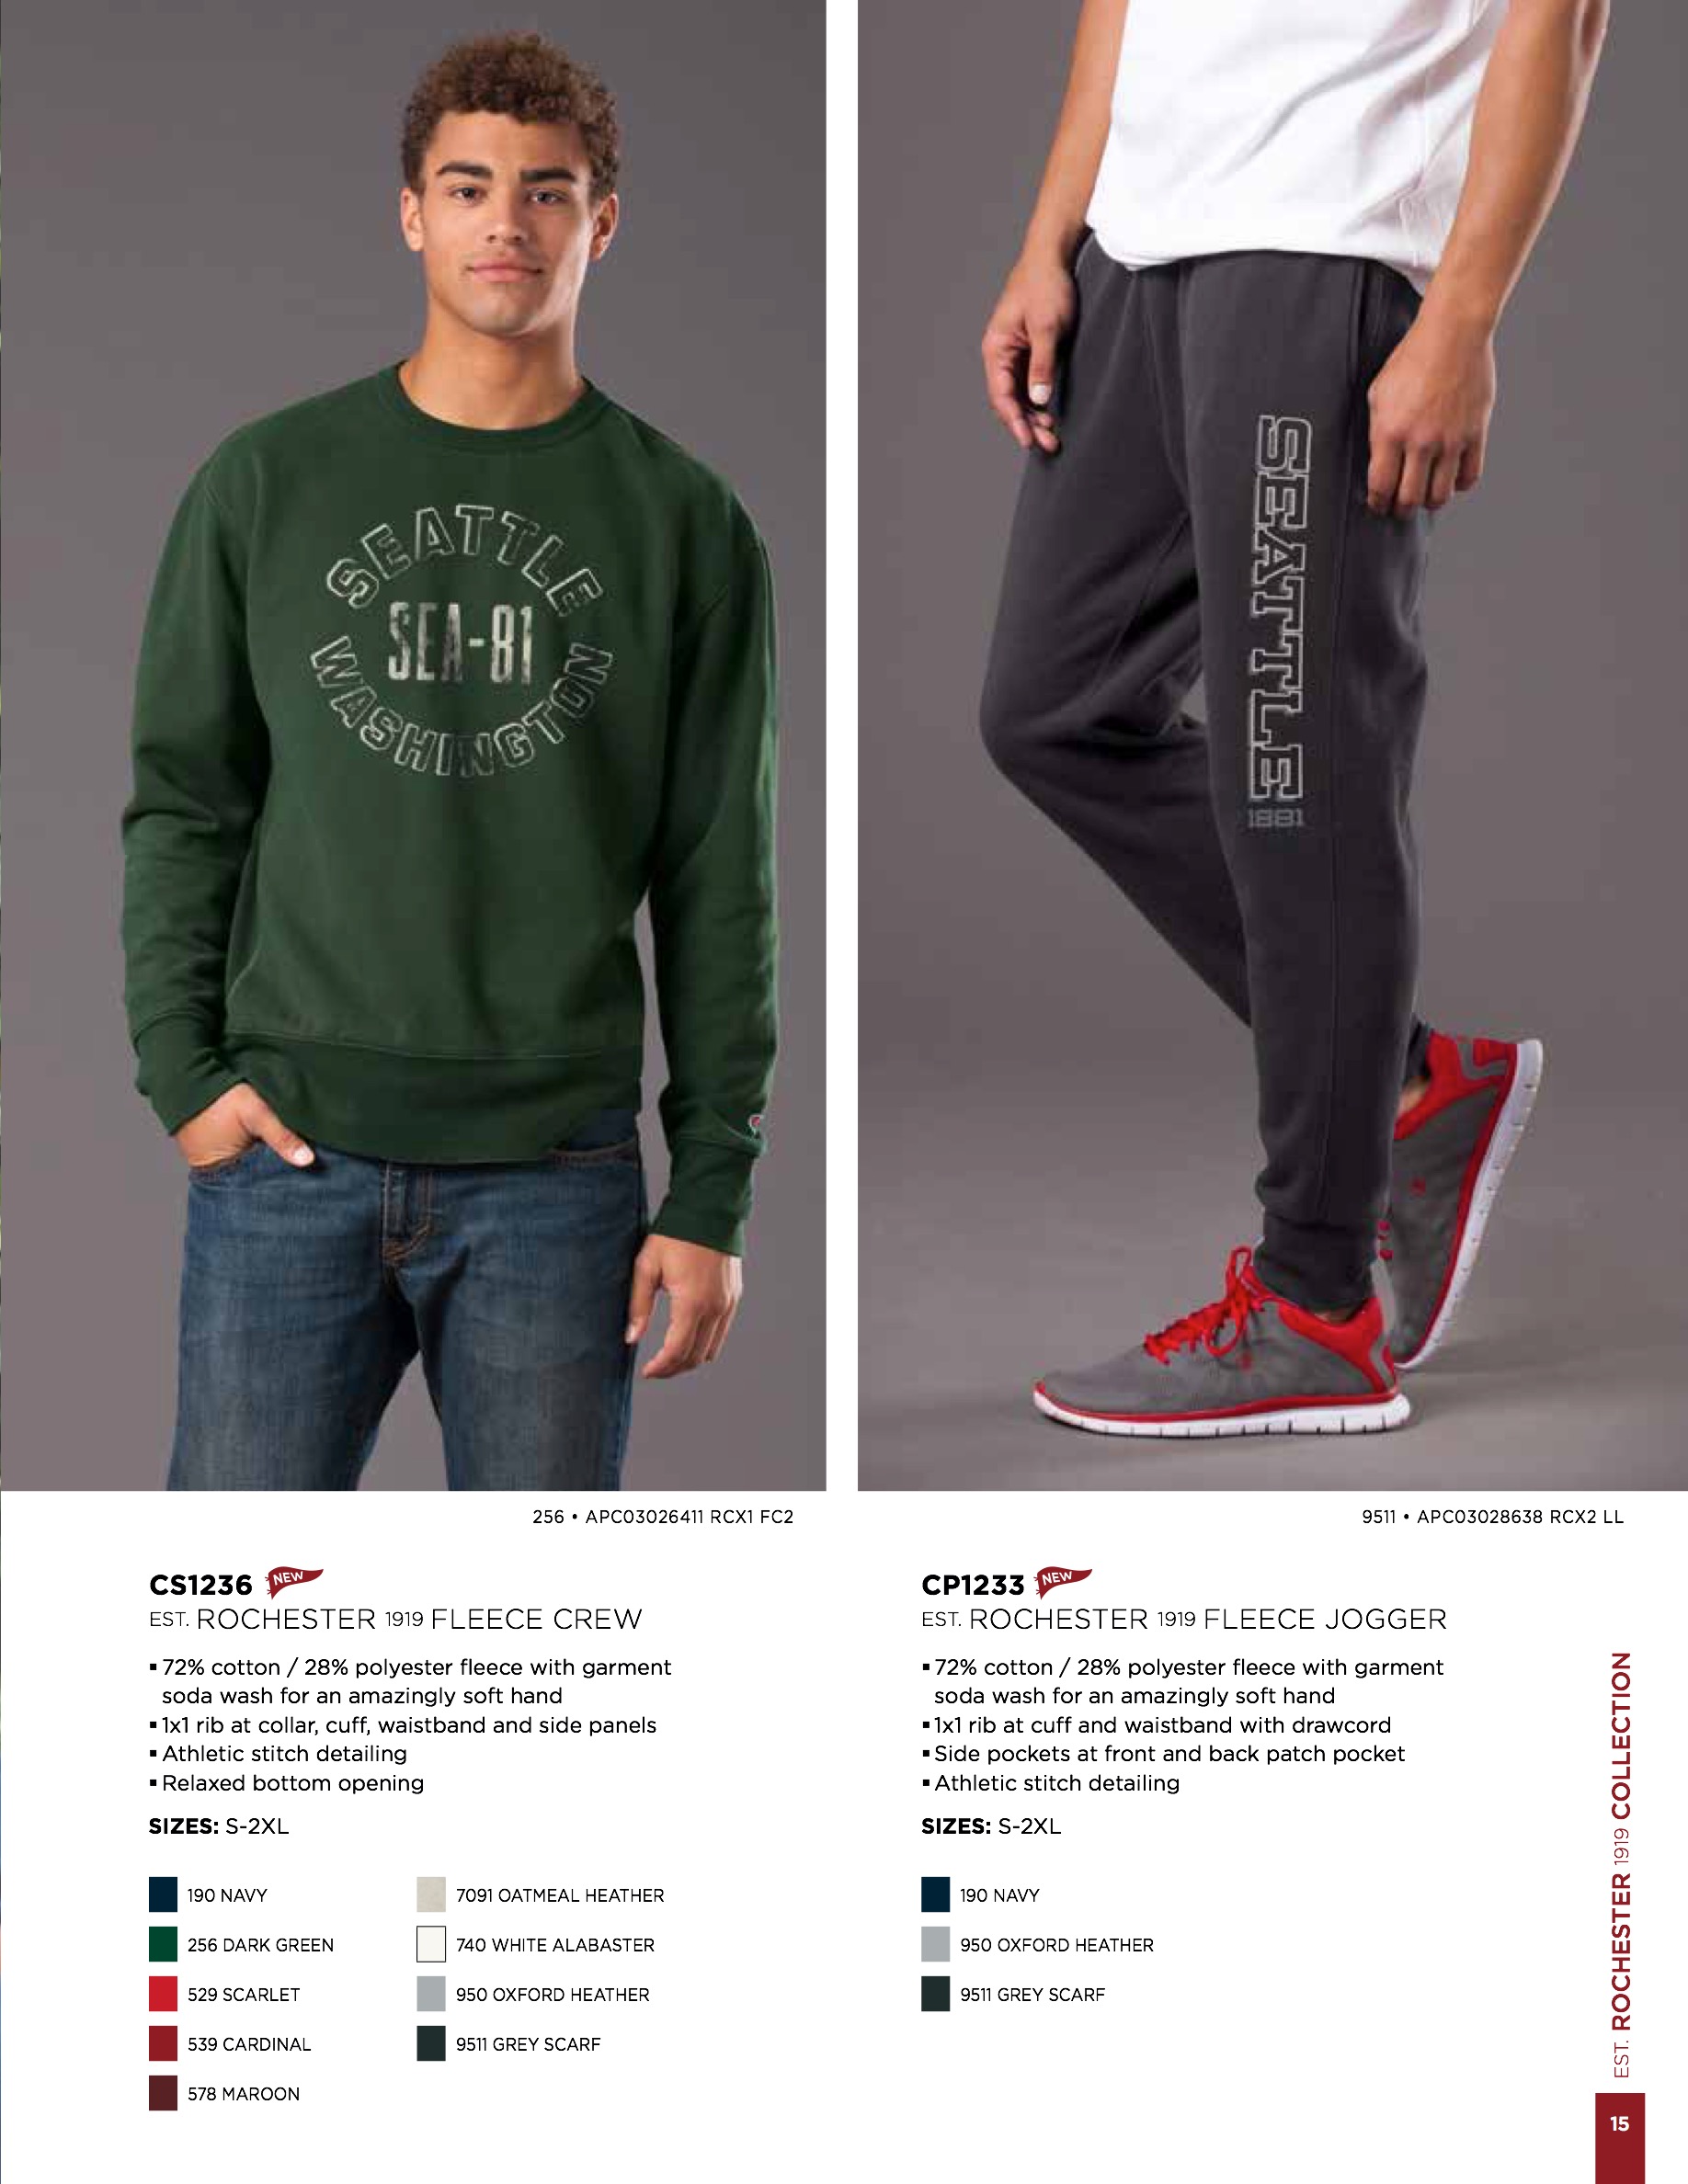 SEATTLE
SEA-81
WASHINGTON
SEATTLE
1881
256 • APC03026411 RCX1 FC2
9511 • APC03028638 RCX2 LL
CS1236 NEW
EST. ROCHESTER 1919 FLEECE CREW
▪ 72% cotton / 28% polyester fleece with garment
soda wash for an amazingly soft hand
▪ 1x1 rib at collar, cuff, waistband and side panels
▪ Athletic stitch detailing
▪ Relaxed bottom opening
SIZES: S-2XL
190 NAVY
256 DARK GREEN
529 SCARLET
539 CARDINAL
578 MAROON
7091 OATMEAL HEATHER
740 WHITE ALABASTER
950 OXFORD HEATHER
9511 GREY SCARF
CP1233 NEW
EST. ROCHESTER 1919 FLEECE JOGGER
▪ 72% cotton / 28% polyester fleece with garment
soda wash for an amazingly soft hand
▪ 1x1 rib at cuff and waistband with drawcord
▪ Side pockets at front and back patch pocket
▪ Athletic stitch detailing
SIZES: S-2XL
190 NAVY
950 OXFORD HEATHER
9511 GREY SCARF
EST. ROCHESTER 1919 COLLECTION
15